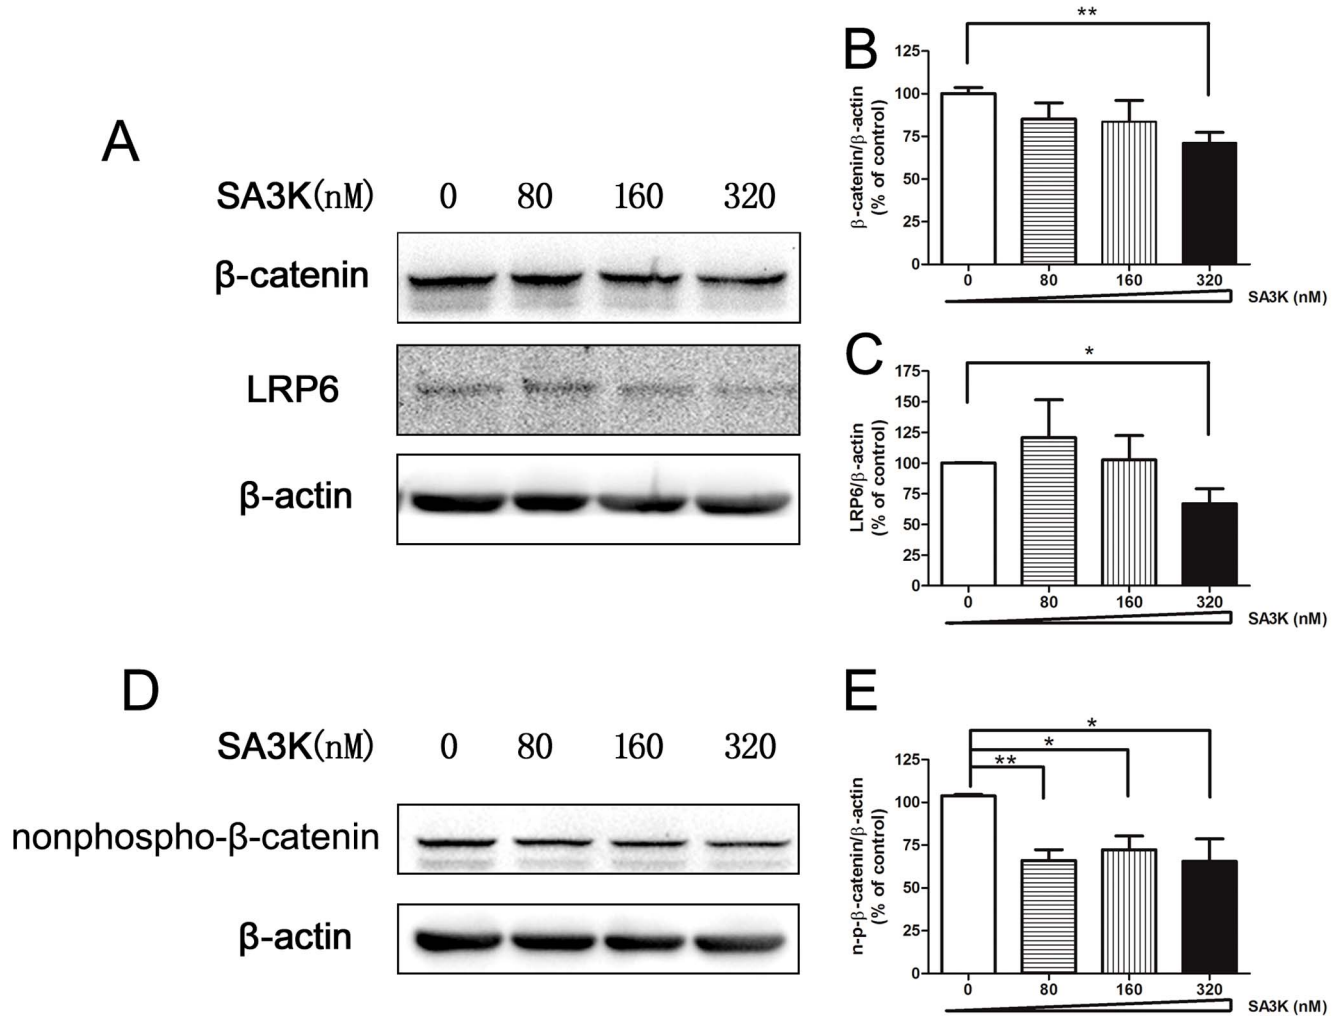 A
SA3K(nM) 0 80 160 320
β-catenin
LRP6
β-actin
B
**
β-catenin/β-actin
(% of control)
125
100
75
50
25
0
0 80 160 320
SA3K (nM)
C
*
LRP6/β-actin
(% of control)
175
150
125
100
75
50
25
0
0 80 160 320
SA3K (nM)
D
SA3K(nM) 0 80 160 320
nonphospho-β-catenin
β-actin
E
*
*
**
n-p-β-catenin/β-actin
(% of control)
125
100
75
50
25
0
0 80 160 320
SA3K (nM)